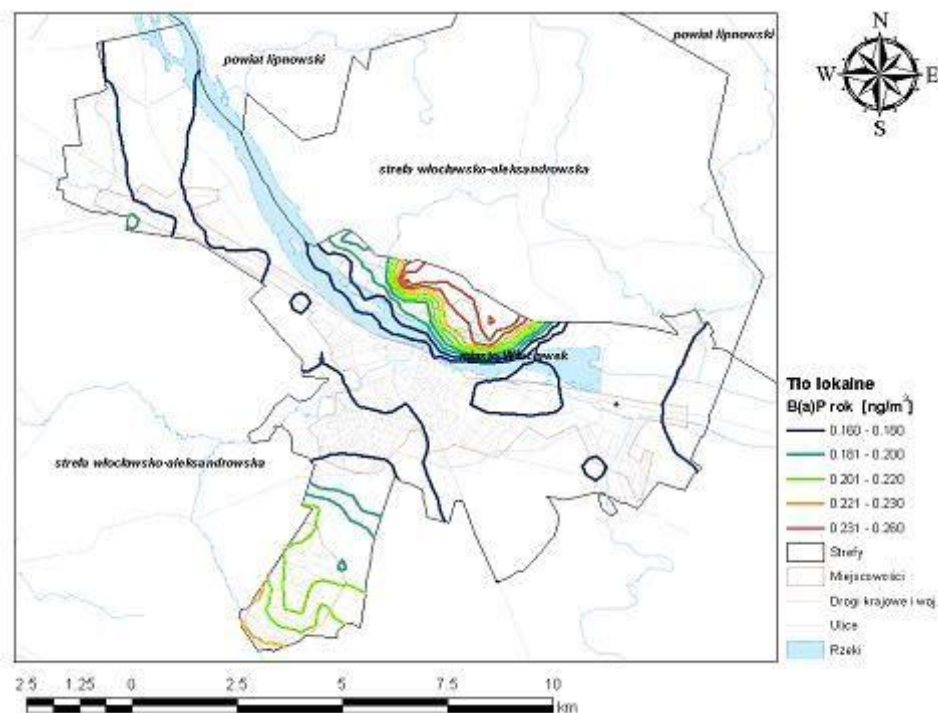 powiat lipnowski
powiat lipnowski
N
W E
S
strefa włocławsko-aleksandrowska
miasto Włocławek
strefa włocławsko-aleksandrowska
Tło lokalne
B(a)P rok [ng/m³]
0.160 - 0.180
0.181 - 0.200
0.201 - 0.220
0.221 - 0.230
0.231 - 0.260
Strefy
Miejscowości
Drogi krajowe i woj.
Ulice
Rzeki
2.5 1.25 0 2.5 5 7.5 10
km